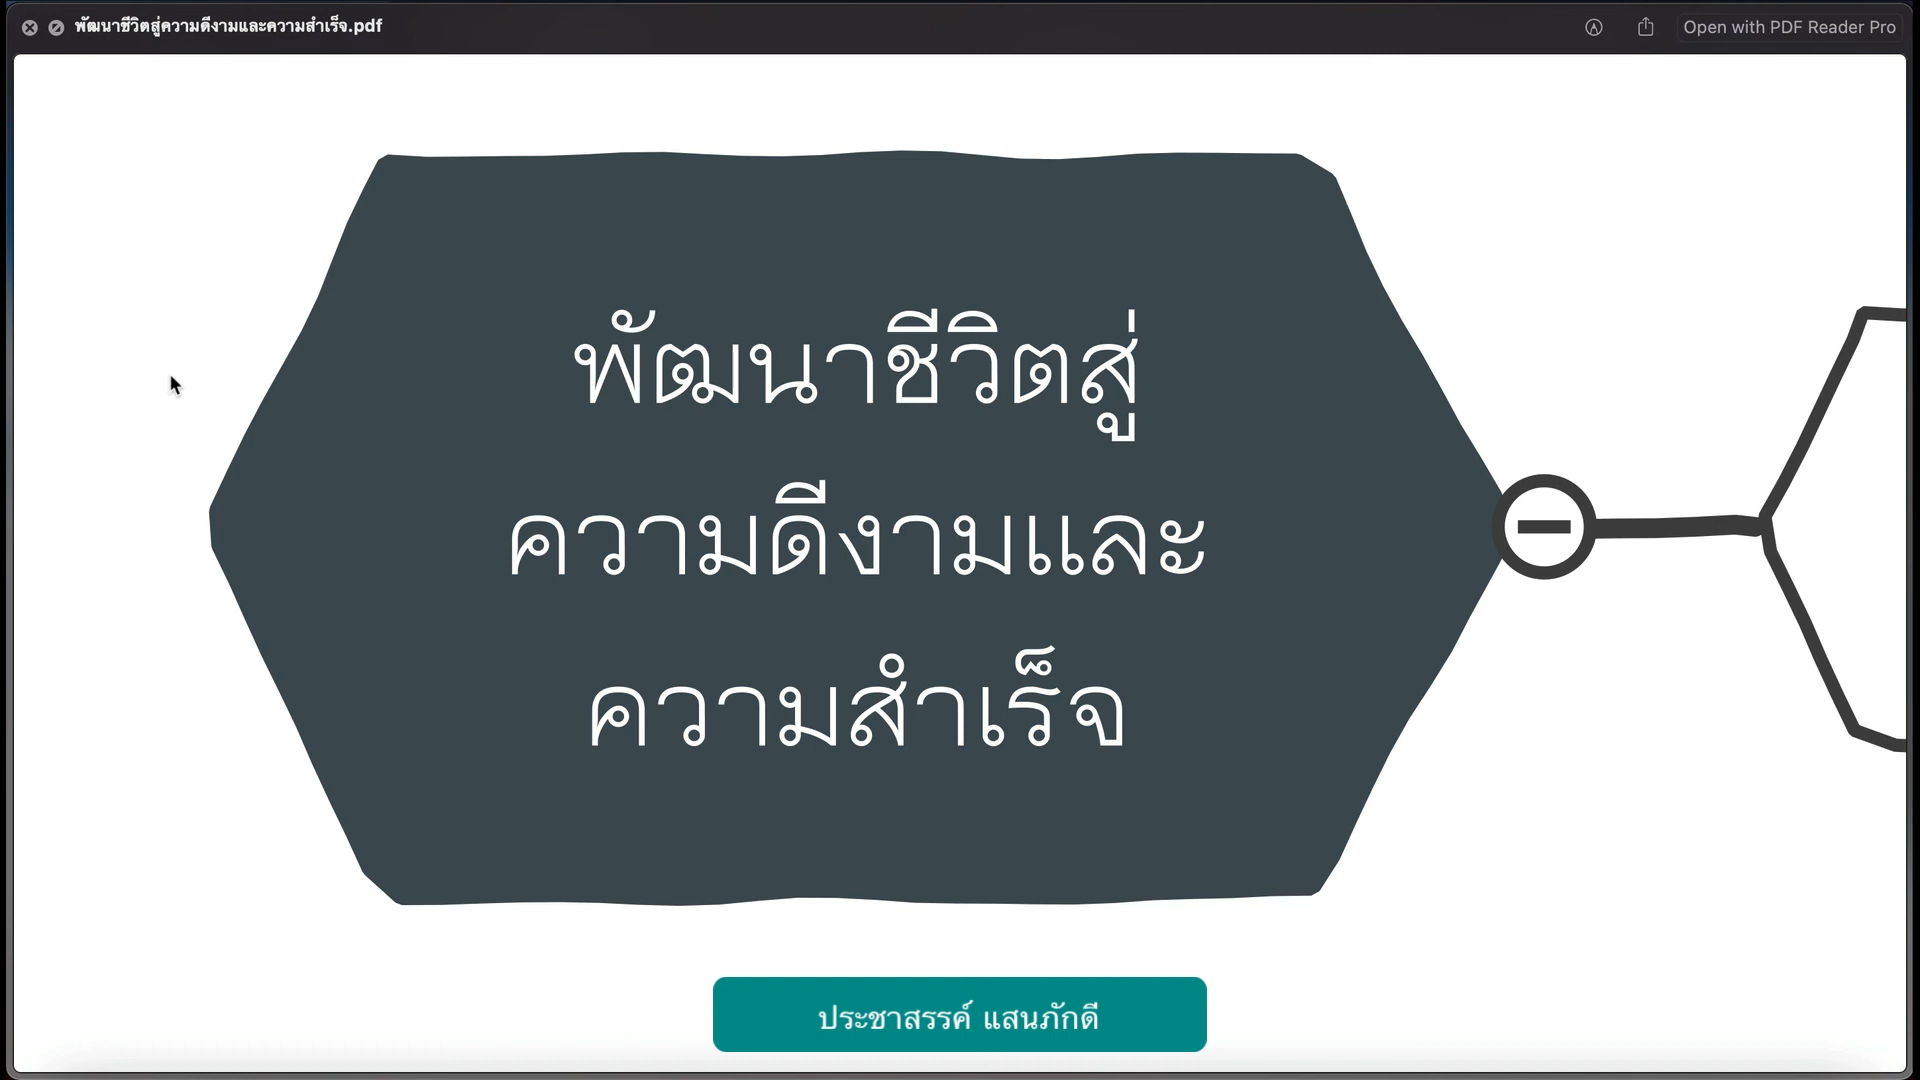 พัฒนาชีวิตสู่ความดีงามและความสำเร็จ.pdf
Open with PDF Reader Pro
พัฒนาชีวิตสู่
ความดีงามและ
ความสำเร็จ
ประชาสรรค์ แสนภักดี